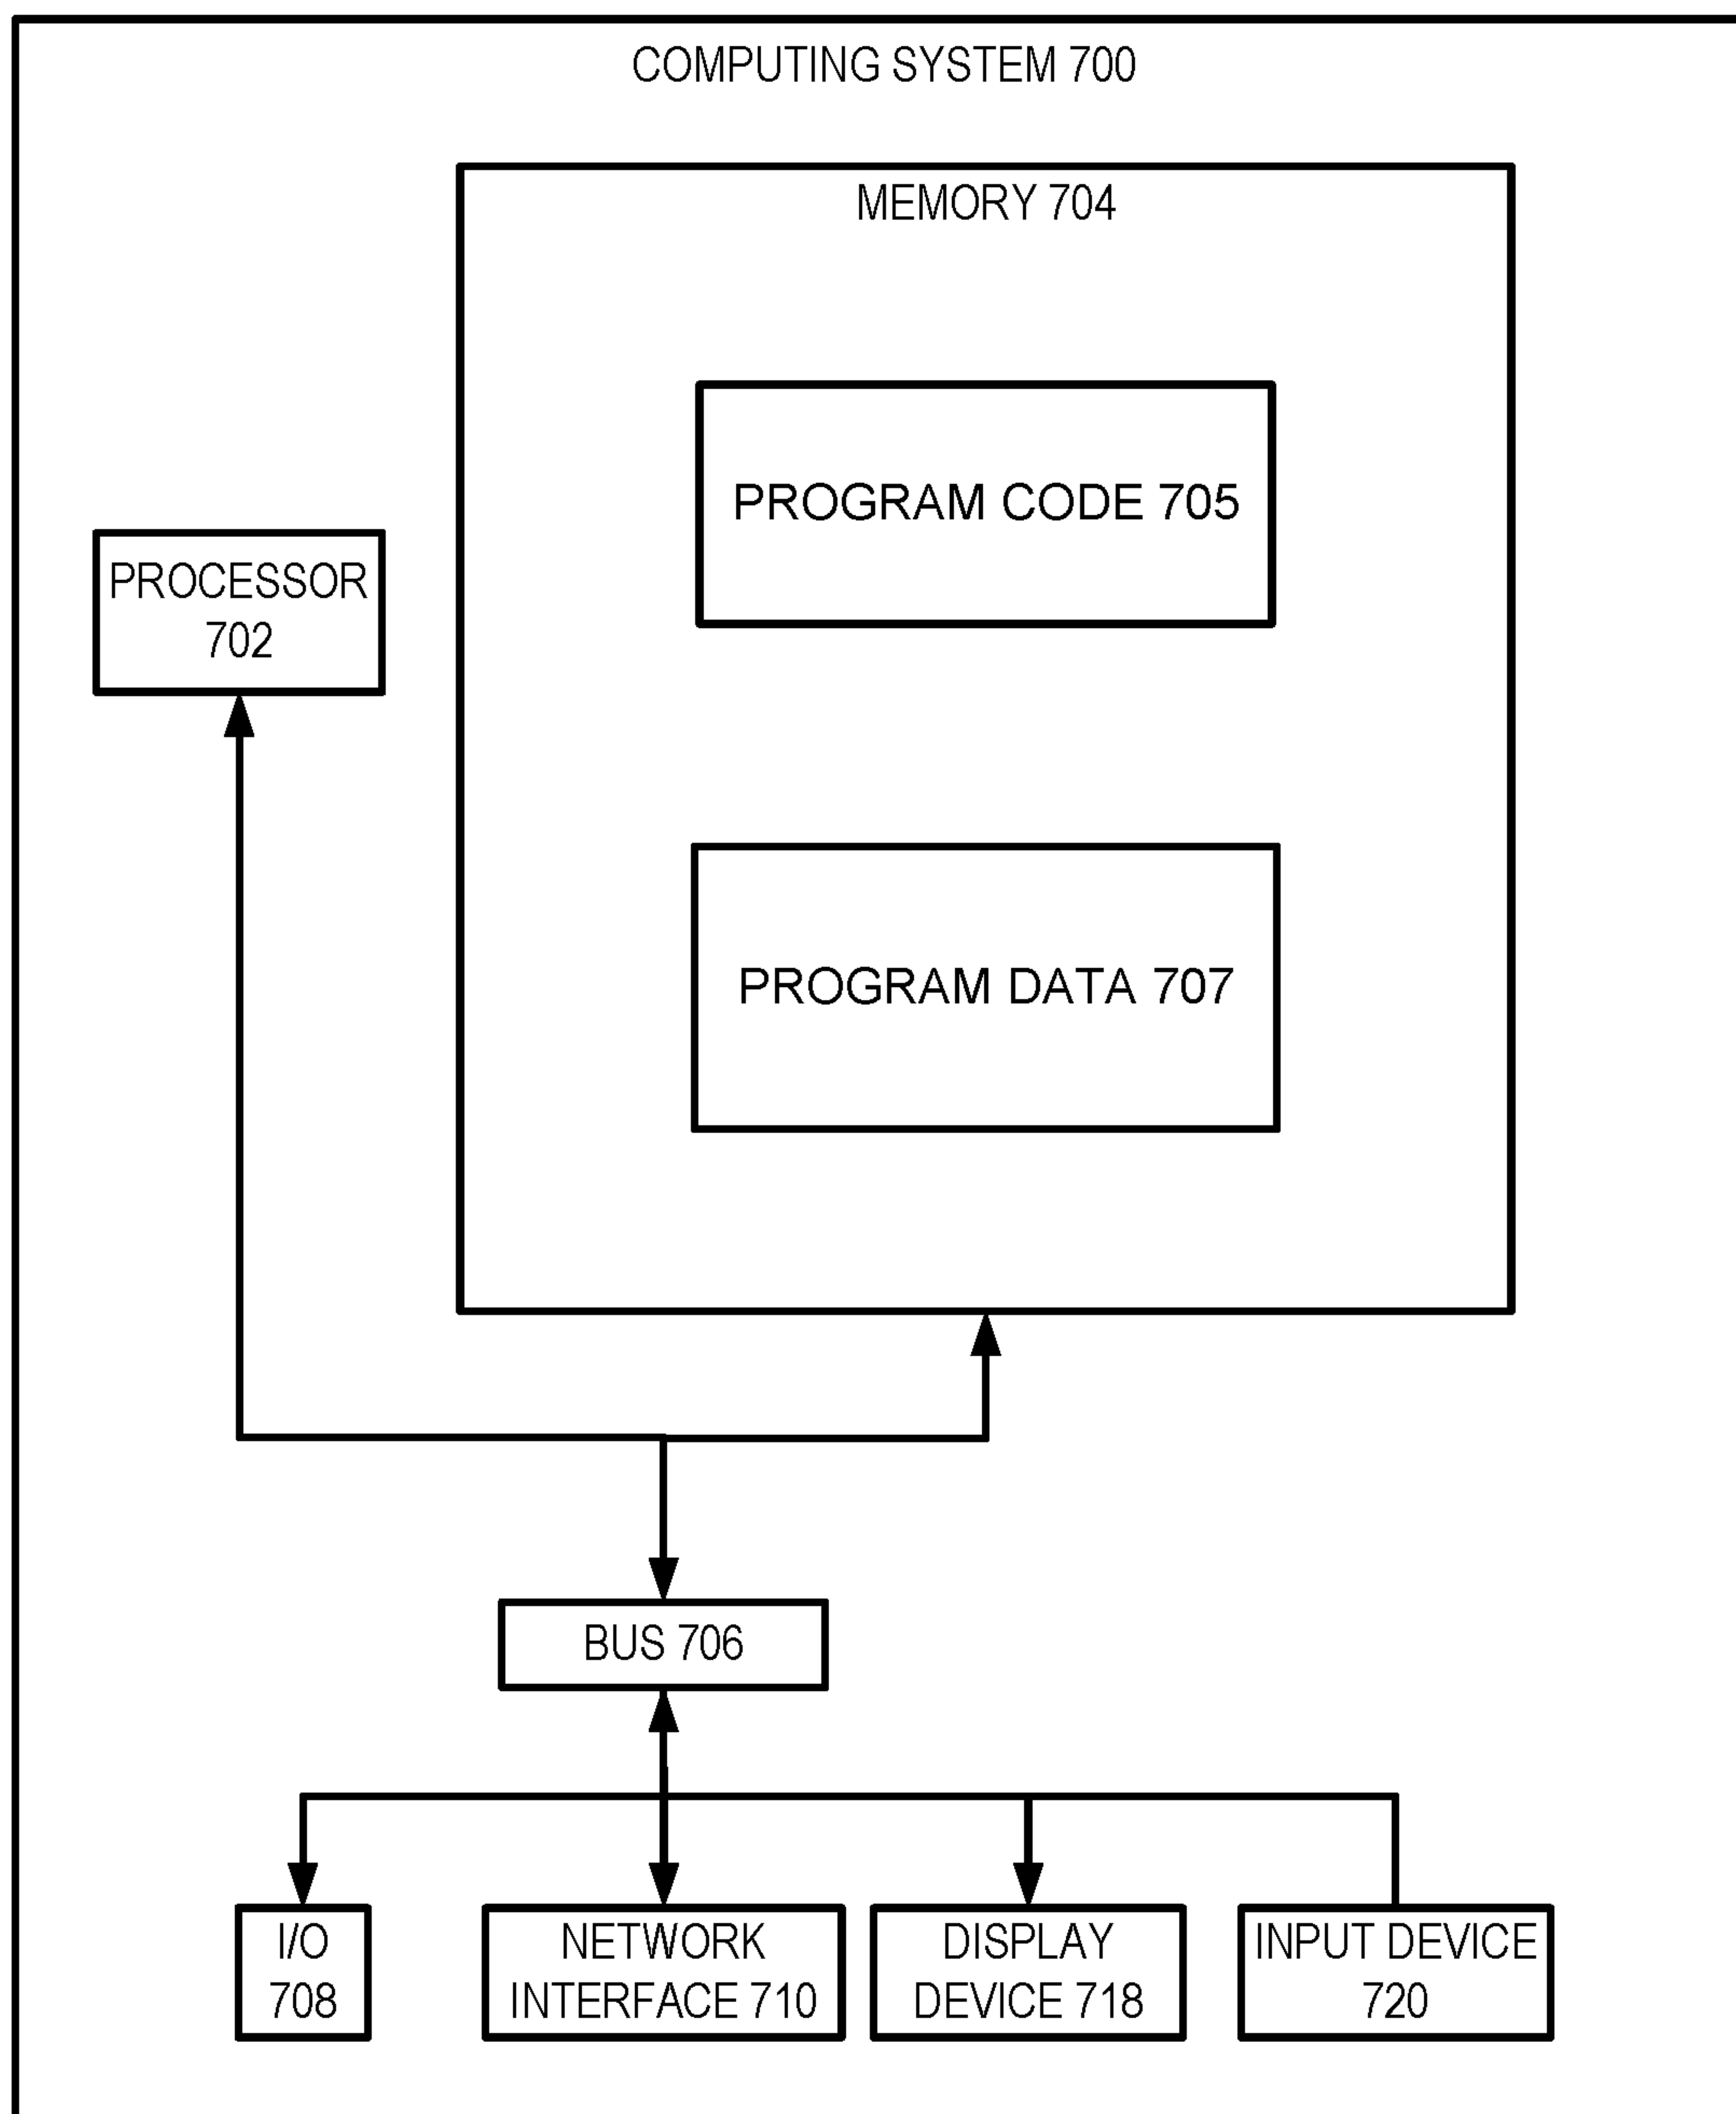 COMPUTING SYSTEM 700
MEMORY 704
PROGRAM CODE 705
PROCESSOR
702
PROGRAM DATA 707
BUS 706
I/O
708
NETWORK
INTERFACE 710
DISPLAY
DEVICE 718
INPUT DEVICE
720